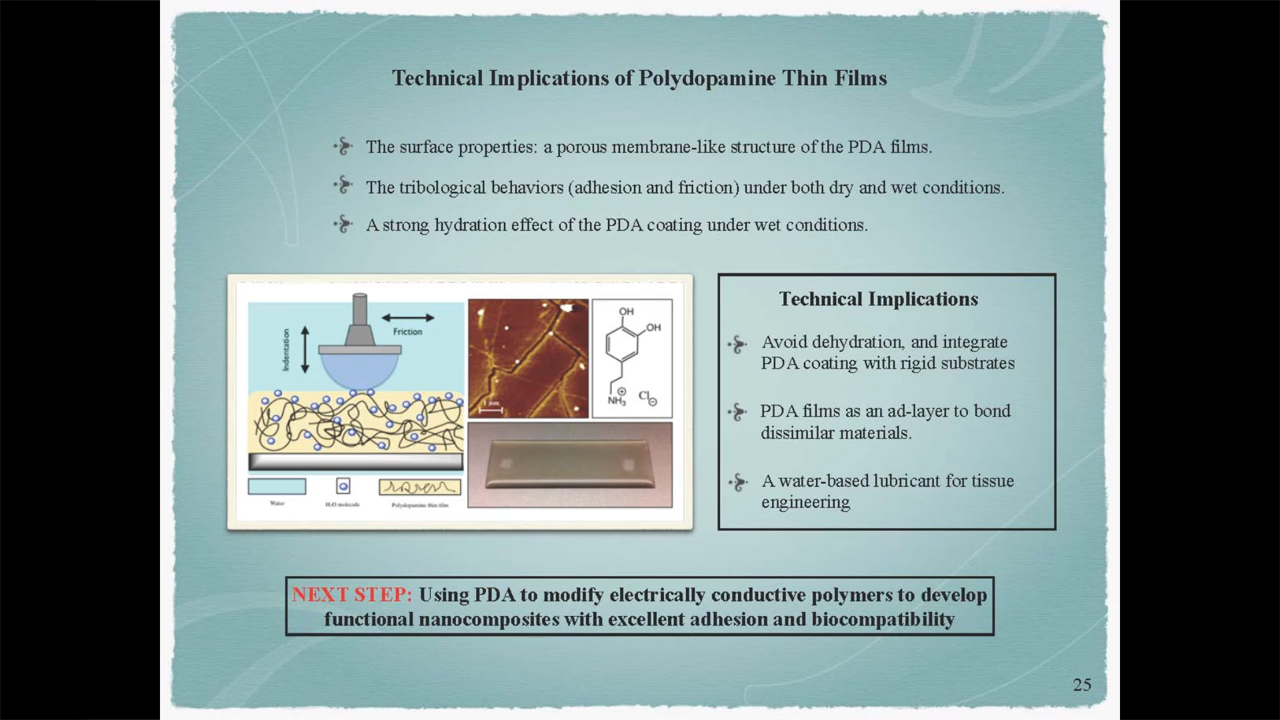 Technical Implications of Polydopamine Thin Films
The surface properties: a porous membrane-like structure of the PDA films.
The tribological behaviors (adhesion and friction) under both dry and wet conditions.
A strong hydration effect of the PDA coating under wet conditions.
Indentation
Friction
Water
H₂O molecule
Polydopamine thin film
1 mm
OH
OH
NH₃
⊕
Cl
⊖
Technical Implications
Avoid dehydration, and integrate
PDA coating with rigid substrates
PDA films as an ad-layer to bond
dissimilar materials.
A water-based lubricant for tissue
engineering
NEXT STEP: Using PDA to modify electrically conductive polymers to develop
functional nanocomposites with excellent adhesion and biocompatibility
25